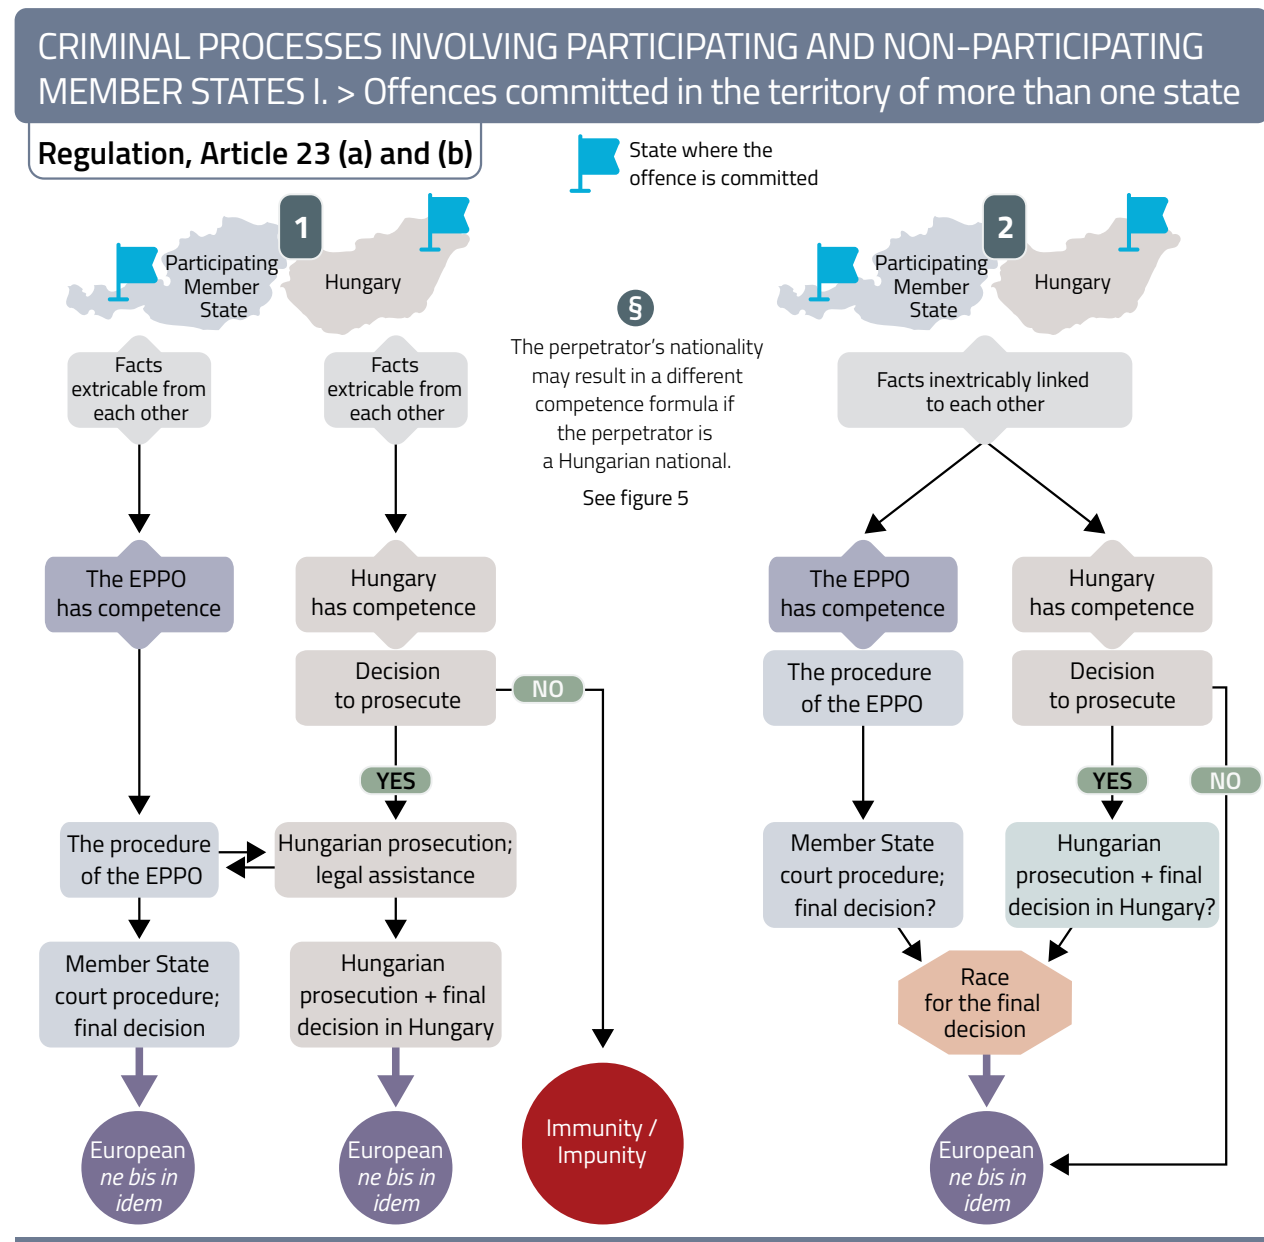 CRIMINAL PROCESSES INVOLVING PARTICIPATING AND NON-PARTICIPATING
MEMBER STATES I. > Offences committed in the territory of more than one state
Regulation, Article 23 (a) and (b)
State where the
offence is committed
1
Participating
Member
State
Hungary
2
Participating
Member
State
Hungary
§
The perpetrator's nationality
may result in a different
competence formula if
the perpetrator is
a Hungarian national.
See figure 5
Facts
extricable from
each other
Facts
extricable from
each other
Facts inextricably linked
to each other
The EPPO
has competence
Hungary
has competence
The EPPO
has competence
Hungary
has competence
Decision
to prosecute
NO
YES
The procedure
of the EPPO
Decision
to prosecute
YES
NO
The procedure
of the EPPO
Hungarian prosecution;
legal assistance
Member State
court procedure;
final decision?
Hungarian
prosecution + final
decision in Hungary?
Member State
court procedure;
final decision
Hungarian
prosecution + final
decision in Hungary
Race
for the final
decision
European
ne bis in
idem
European
ne bis in
idem
Immunity /
Impunity
European
ne bis in
idem